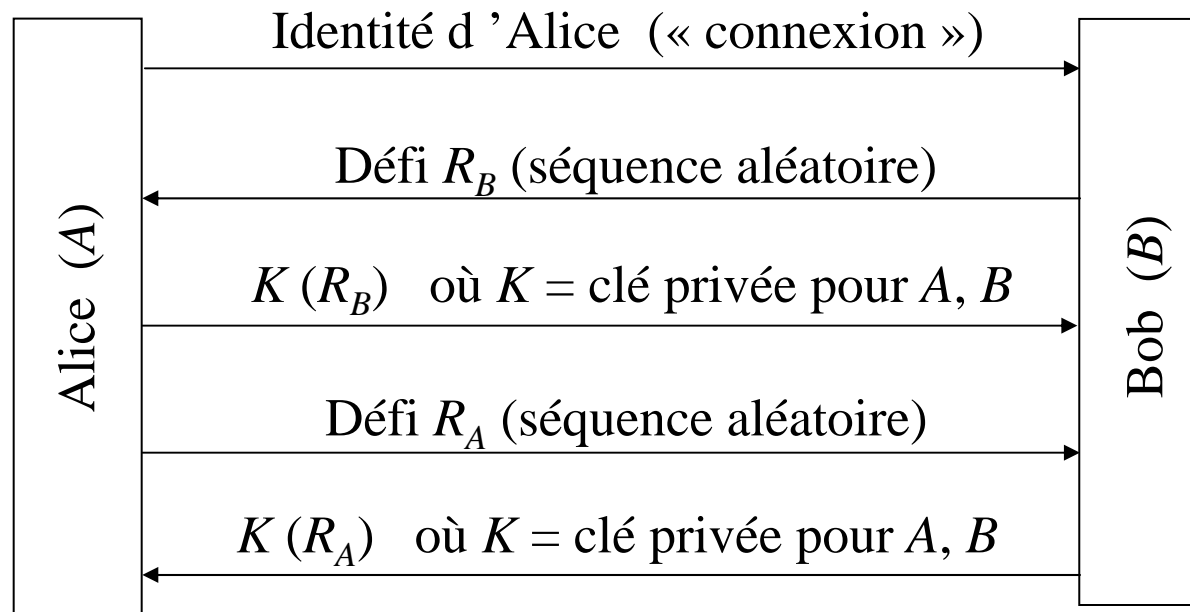 Identité d ’Alice (« connexion »)
Défi R_B (séquence aléatoire)
K (R_B) où K = clé privée pour A, B
Défi R_A (séquence aléatoire)
K (R_A) où K = clé privée pour A, B
Alice (A)
Bob (B)